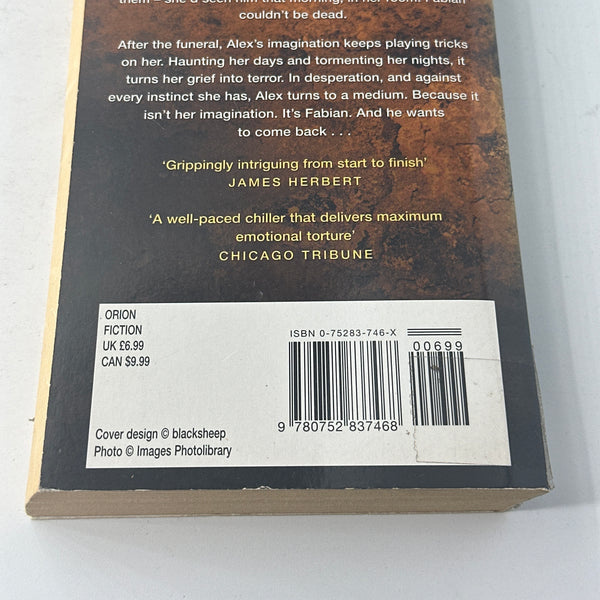 them – she'd seen him that morning, in her room. Fabian
couldn't be dead.
After the funeral, Alex's imagination keeps playing tricks
on her. Haunting her days and tormenting her nights, it
turns her grief into terror. In desperation, and against
every instinct she has, Alex turns to a medium. Because it
isn't her imagination. It's Fabian. And he wants
to come back . . .
'Grippingly intriguing from start to finish'
JAMES HERBERT
'A well-paced chiller that delivers maximum
emotional torture'
CHICAGO TRIBUNE
ORION
FICTION
UK £6.99
CAN $9.99
ISBN 0-75283-746-X
00699
9 780752 837468
Cover design © blacksheep
Photo © Images Photolibrary